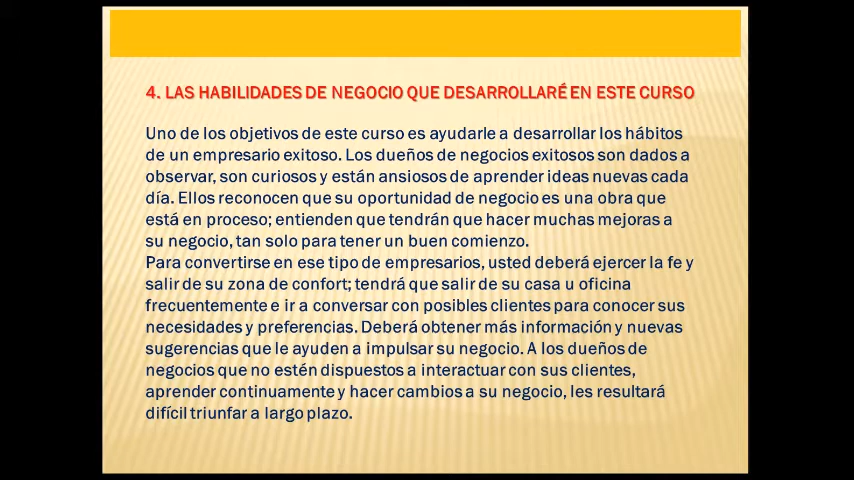 4. LAS HABILIDADES DE NEGOCIO QUE DESARROLLARÉ EN ESTE CURSO
Uno de los objetivos de este curso es ayudarle a desarrollar los hábitos
de un empresario exitoso. Los dueños de negocios exitosos son dados a
observar, son curiosos y están ansiosos de aprender ideas nuevas cada
día. Ellos reconocen que su oportunidad de negocio es una obra que
está en proceso; entienden que tendrán que hacer muchas mejoras a
su negocio, tan solo para tener un buen comienzo.
Para convertirse en ese tipo de empresarios, usted deberá ejercer la fe y
salir de su zona de confort; tendrá que salir de su casa u oficina
frecuentemente e ir a conversar con posibles clientes para conocer sus
necesidades y preferencias. Deberá obtener más información y nuevas
sugerencias que le ayuden a impulsar su negocio. A los dueños de
negocios que no estén dispuestos a interactuar con sus clientes,
aprender continuamente y hacer cambios a su negocio, les resultará
difícil triunfar a largo plazo.